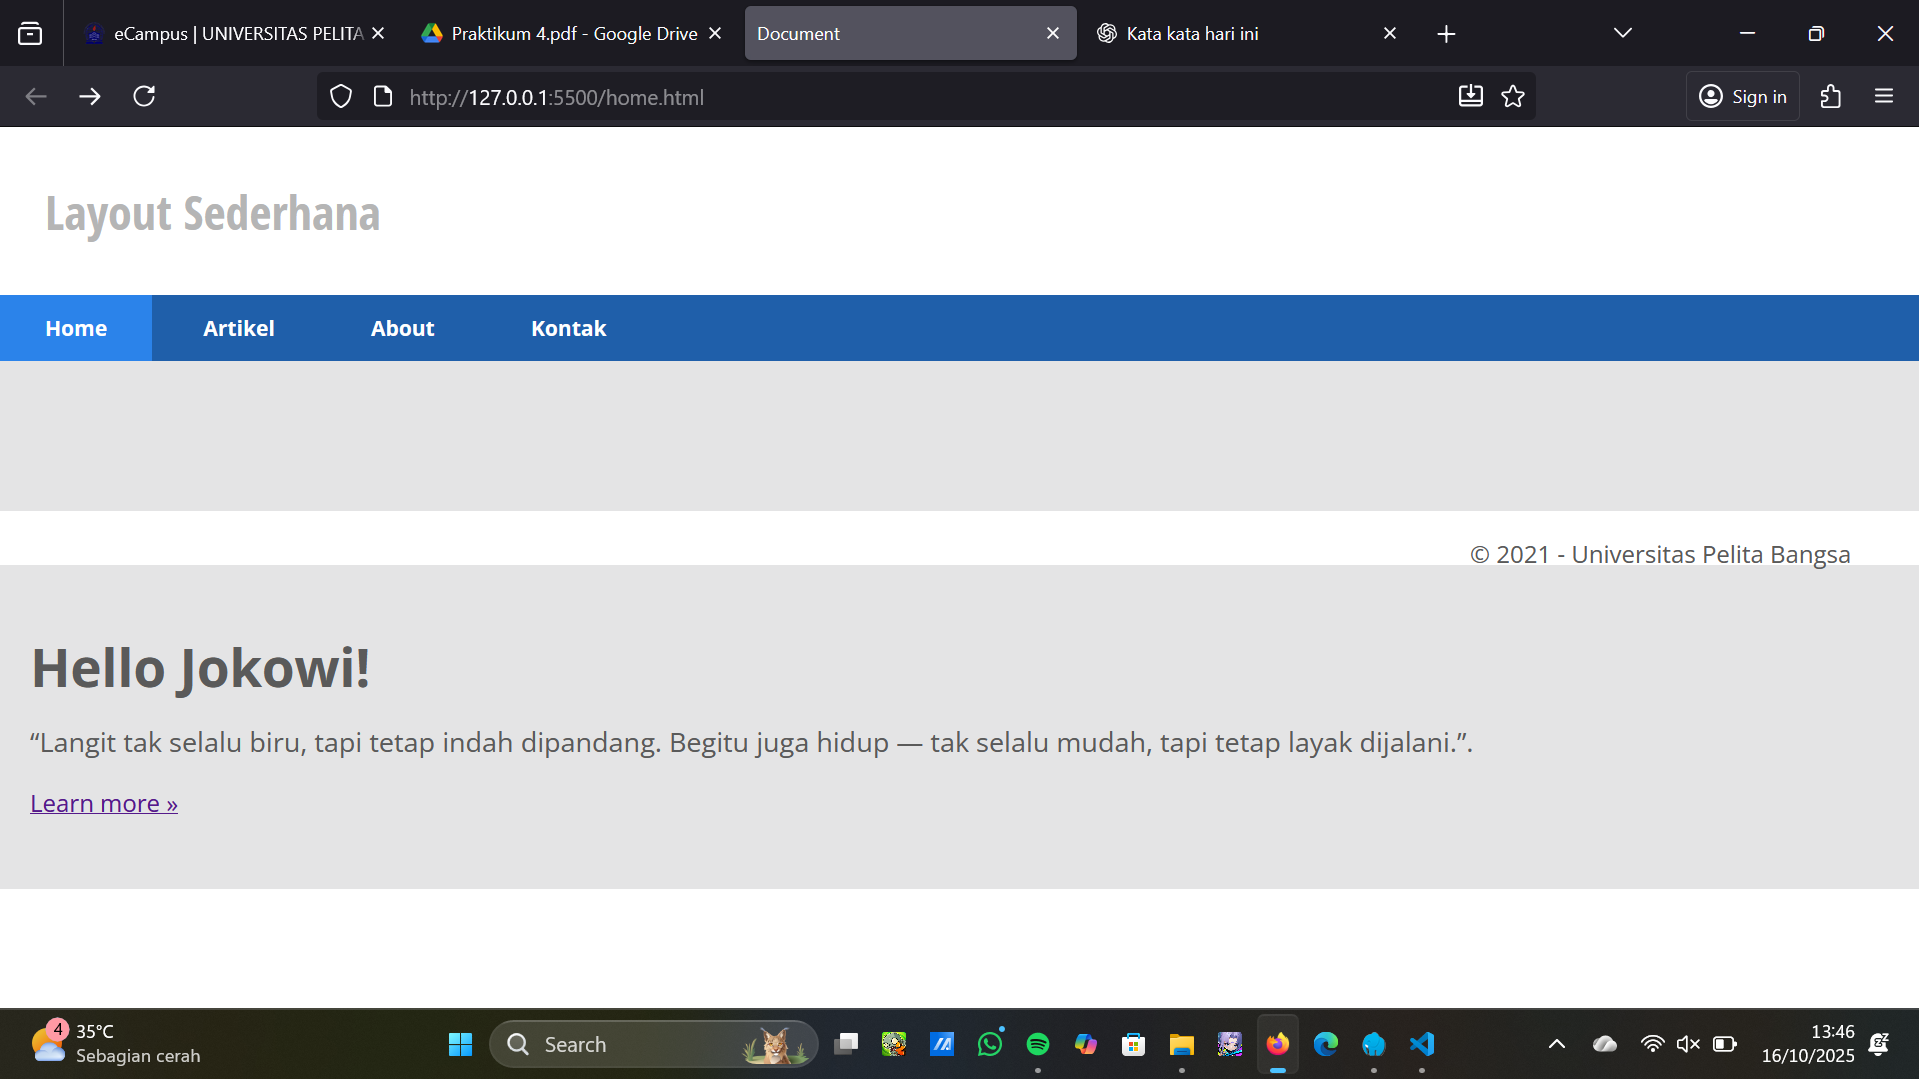 eCampus | UNIVERSITAS PELITA
Praktikum 4.pdf - Google Drive
Document
Kata kata hari ini
http://127.0.0.1:5500/home.html
Sign in
Layout Sederhana
Home
Artikel
About
Kontak
© 2021 - Universitas Pelita Bangsa
Hello Jokowi!
“Langit tak selalu biru, tapi tetap indah dipandang. Begitu juga hidup — tak selalu mudah, tapi tetap layak dijalani.”.
Learn more »
4
35°C
Sebagian cerah
Search
13:46
16/10/2025